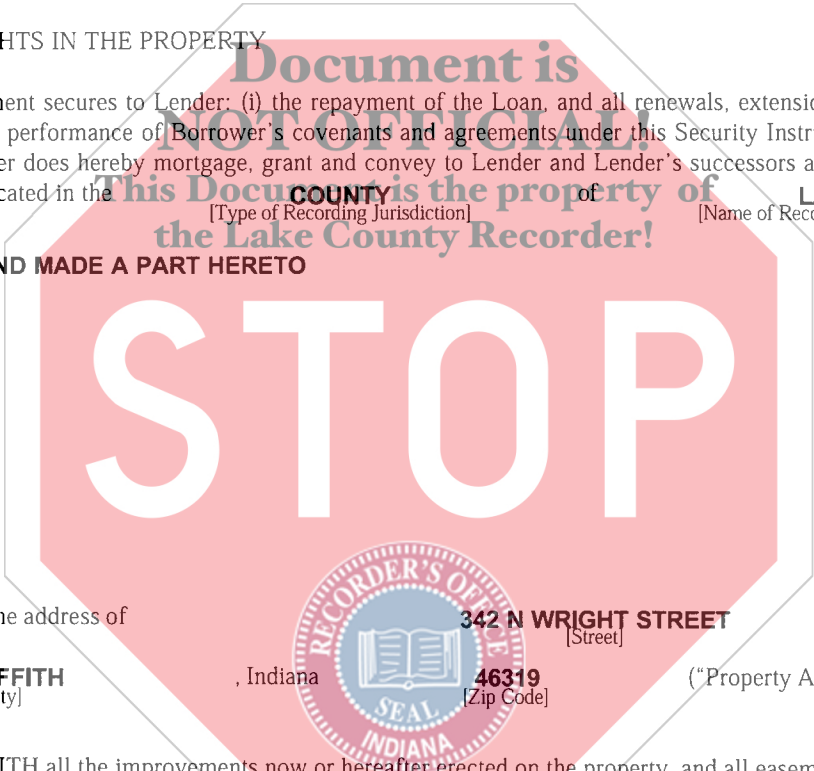 HTS IN THE PROPERTY
Document is
nent secures to Lender: (i) the repayment of the Loan, and all renewals, extensio
NOT OFFICIAL!
performance of Borrower's covenants and agreements under this Security Instr
er does hereby mortgage, grant and convey to Lender and Lender's successors a
cated in the COUNTY of L
This Document is the property of
[Type of Recording Jurisdiction] [Name of Reco
the Lake County Recorder!
ND MADE A PART HERETO
STOP
RECORDER'S OFFICE
ne address of 342 N WRIGHT STREET
[Street]
FFITH , Indiana 46319 ("Property A
ty] [Zip Code]
SEAL
INDIANA
ITH all the improvements now or hereafter erected on the property, and all easem